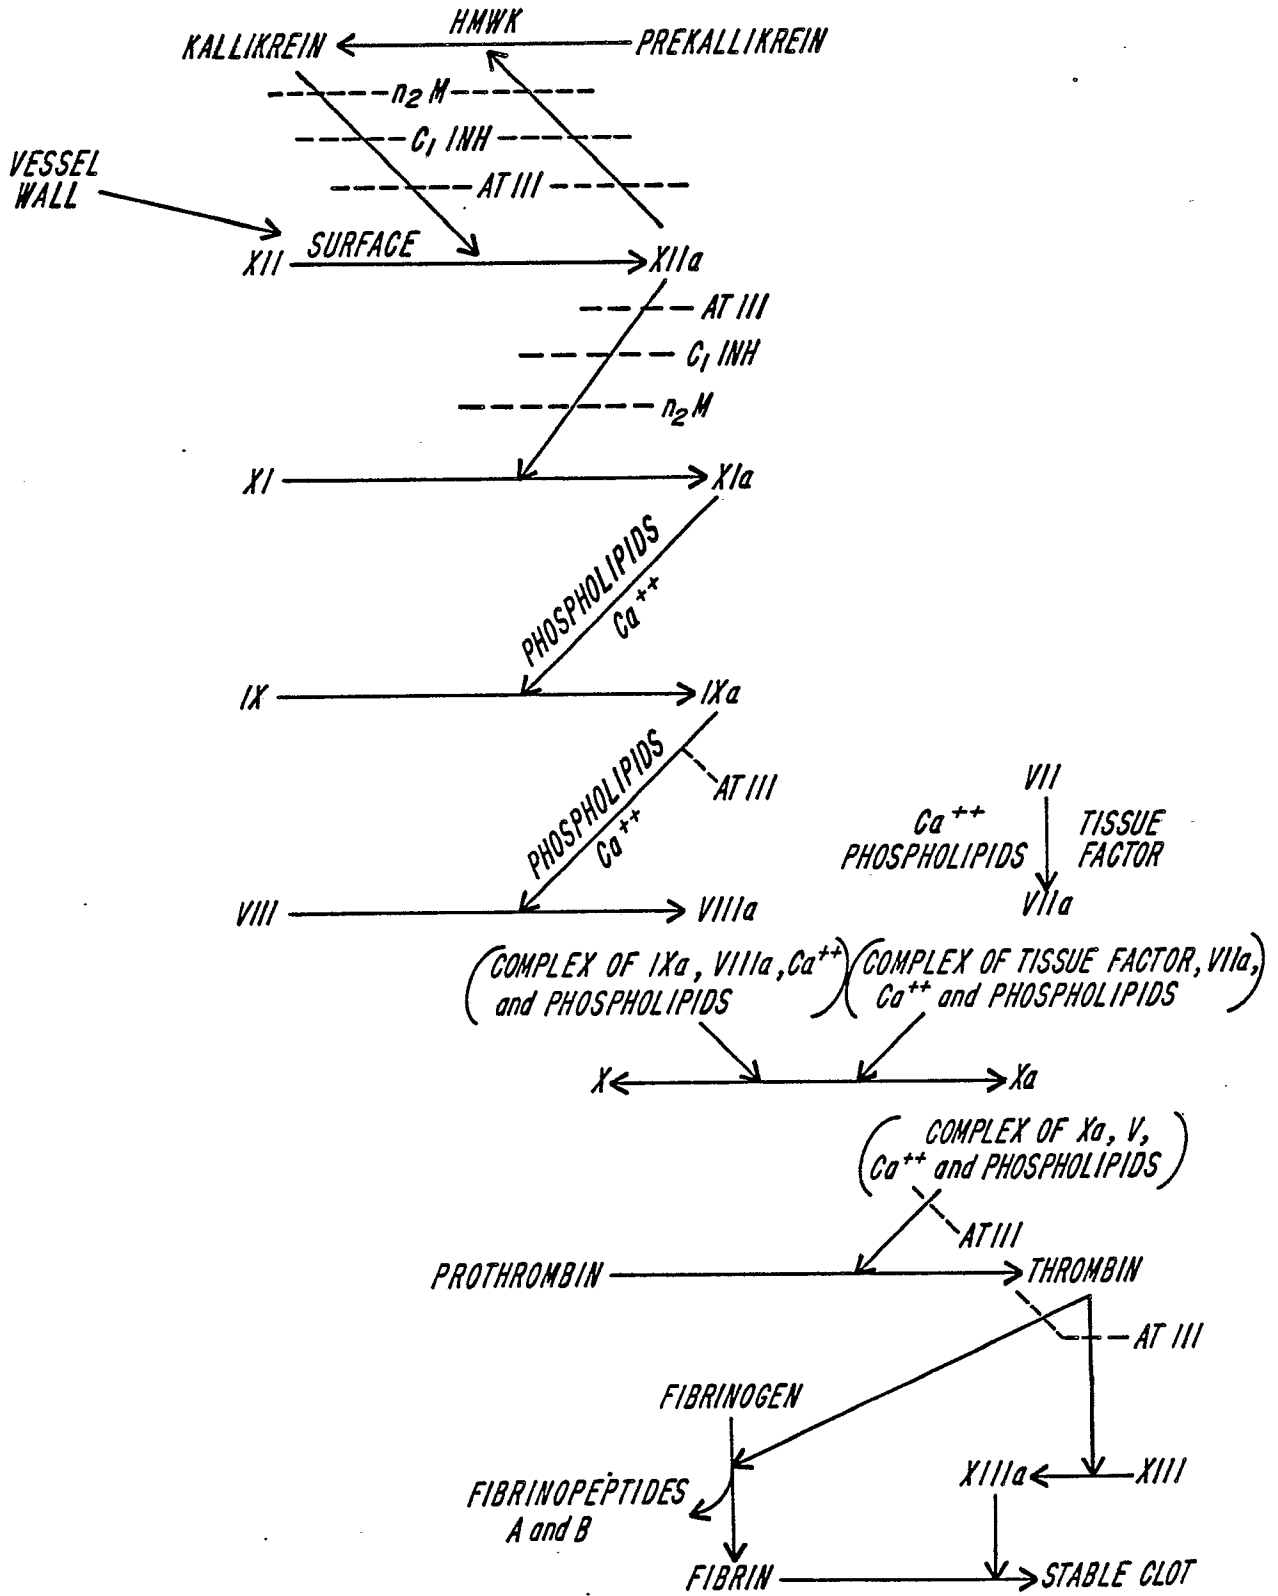 HMWK
KALLIKREIN PREKALLIKREIN
n₂ M
C₁ INH
AT III
VESSEL
WALL
XII SURFACE XIIa
AT III
C₁ INH
n₂ M
XI XIa
PHOSPHOLIPIDS
Ca⁺⁺
IX IXa
PHOSPHOLIPIDS
Ca⁺⁺
AT III
VII
Ca⁺⁺ TISSUE
PHOSPHOLIPIDS FACTOR
VIIa
VIII VIIIa
(COMPLEX OF IXa, VIIIa, Ca⁺⁺
and PHOSPHOLIPIDS)
(COMPLEX OF TISSUE FACTOR, VIIa,
Ca⁺⁺ and PHOSPHOLIPIDS)
X Xa
(COMPLEX OF Xa, V,
Ca⁺⁺ and PHOSPHOLIPIDS)
AT III
PROTHROMBIN THROMBIN
AT III
FIBRINOGEN
XIIIa XIII
FIBRINOPEPTIDES
A and B
FIBRIN STABLE CLOT